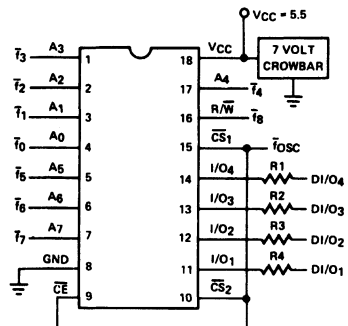 VCC = 5.5
7 VOLT CROWBAR
f̅3 A3 1 18 VCC
f̅2 A2 2 17 A4 f̅4
f̅1 A1 3 16 R/W̅ f̅8
f̅0 A0 4 15 C̅S̅1 f̅OSC
f̅5 A5 5 14 I/O4 R1 DI/O4
f̅6 A6 6 13 I/O3 R2 DI/O3
f̅7 A7 7 12 I/O2 R3 DI/O2
GND 8 11 I/O1 R4 DI/O1
C̅E̅ 9 10 C̅S̅2